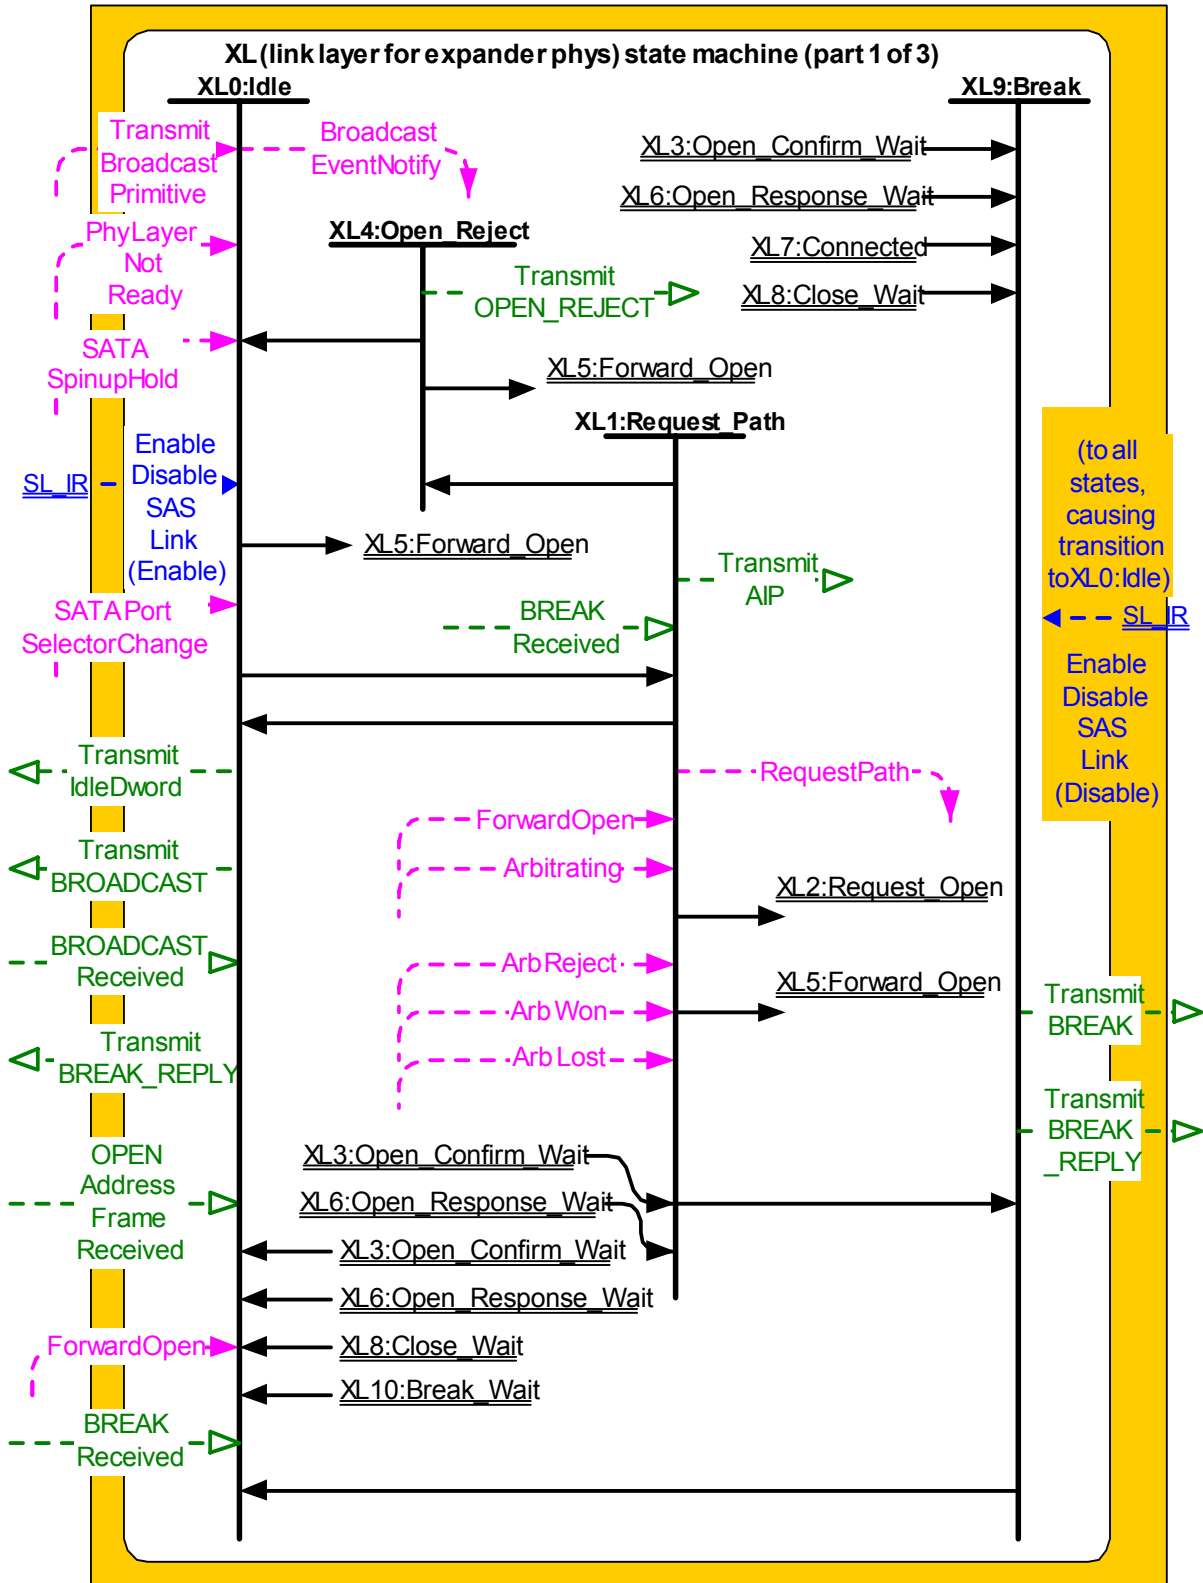 XL (link layer for expander phys) state machine (part 1 of 3)
XL0:Idle
XL9:Break
Transmit
Broadcast
Primitive
Broadcast
EventNotify
XL3:Open_Confirm_Wait
XL6:Open_Response_Wait
XL7:Connected
XL8:Close_Wait
PhyLayer
Not
Ready
XL4:Open_Reject
Transmit
OPEN_REJECT
SATA
SpinupHold
XL5:Forward_Open
XL1:Request_Path
Enable
Disable
SAS
Link
(Enable)
SL_IR
(to all
states,
causing
transition
to XL0:Idle)
XL5:Forward_Open
Transmit
AIP
SATA Port
SelectorChange
BREAK
Received
SL_IR
Enable
Disable
SAS
Link
(Disable)
Transmit
IdleDword
RequestPath
ForwardOpen
Transmit
BROADCAST
Arbitrating
XL2:Request_Open
BROADCAST
Received
Arb Reject
XL5:Forward_Open
Arb Won
Transmit
BREAK
Transmit
BREAK_REPLY
Arb Lost
Transmit
BREAK
_REPLY
OPEN
Address
Frame
Received
XL3:Open_Confirm_Wait
XL6:Open_Response_Wait
XL3:Open_Confirm_Wait
XL6:Open_Response_Wait
ForwardOpen
XL8:Close_Wait
XL10:Break_Wait
BREAK
Received